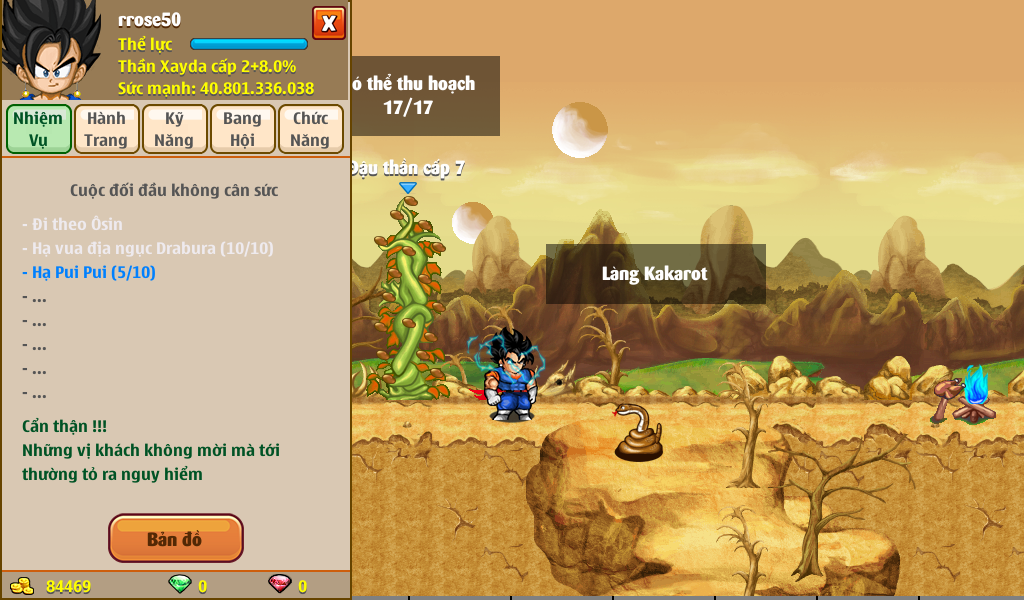 rrose50
X
Thể lực
Thần Xayda cấp 2+8.0%
Sức mạnh: 40.801.336.038
Nhiệm Vụ
Hành Trang
Kỹ Năng
Bang Hội
Chức Năng
Cuộc đối đầu không cân sức
- Đi theo Ôsin
- Hạ vua địa ngục Drabura (10/10)
- Hạ Pui Pui (5/10)
- ...
- ...
- ...
- ...
- ...
Cẩn thận !!!
Những vị khách không mời mà tới
thường tỏ ra nguy hiểm
Bản đồ
84469
0
0
ó thể thu hoạch
17/17
Đậu thần cấp 7
Làng Kakarot